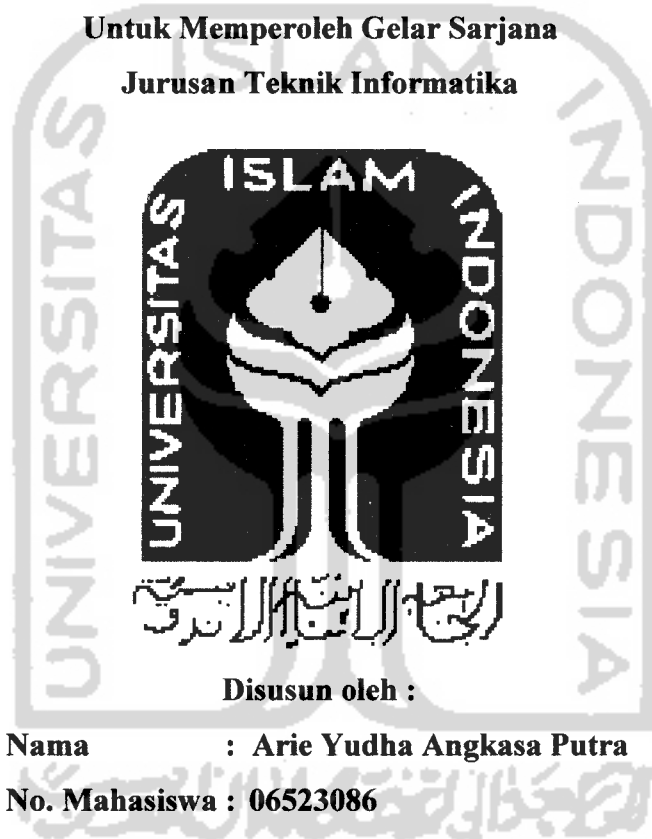 Untuk Memperoleh Gelar Sarjana
Jurusan Teknik Informatika
UNIVERSITAS ISLAM INDONESIA
Disusun oleh :
Nama : Arie Yudha Angkasa Putra
No. Mahasiswa : 06523086